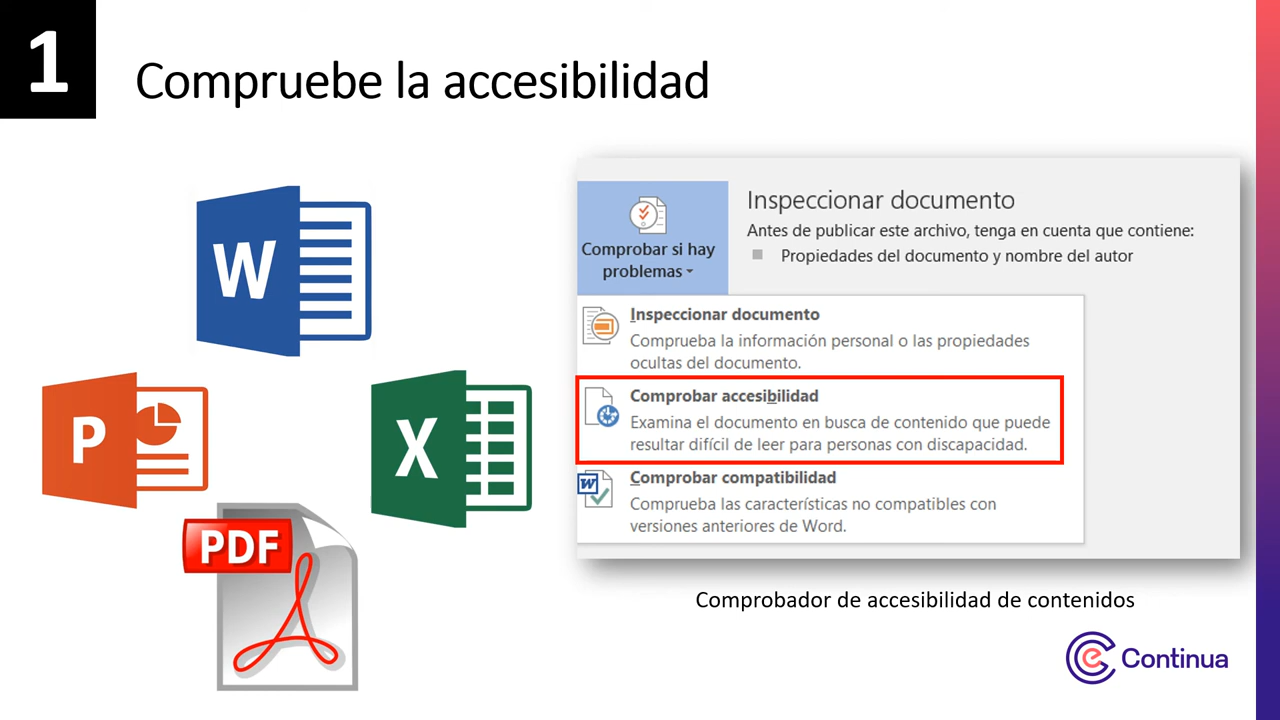 1
Compruebe la accesibilidad
W
P
X
PDF
Comprobar si hay
problemas
Inspeccionar documento
Antes de publicar este archivo, tenga en cuenta que contiene:
Propiedades del documento y nombre del autor
Inspeccionar documento
Comprueba la información personal o las propiedades
ocultas del documento.
Comprobar accesibilidad
Examina el documento en busca de contenido que puede
resultar difícil de leer para personas con discapacidad.
W
Comprobar compatibilidad
Comprueba las características no compatibles con
versiones anteriores de Word.
Comprobador de accesibilidad de contenidos
e Continua